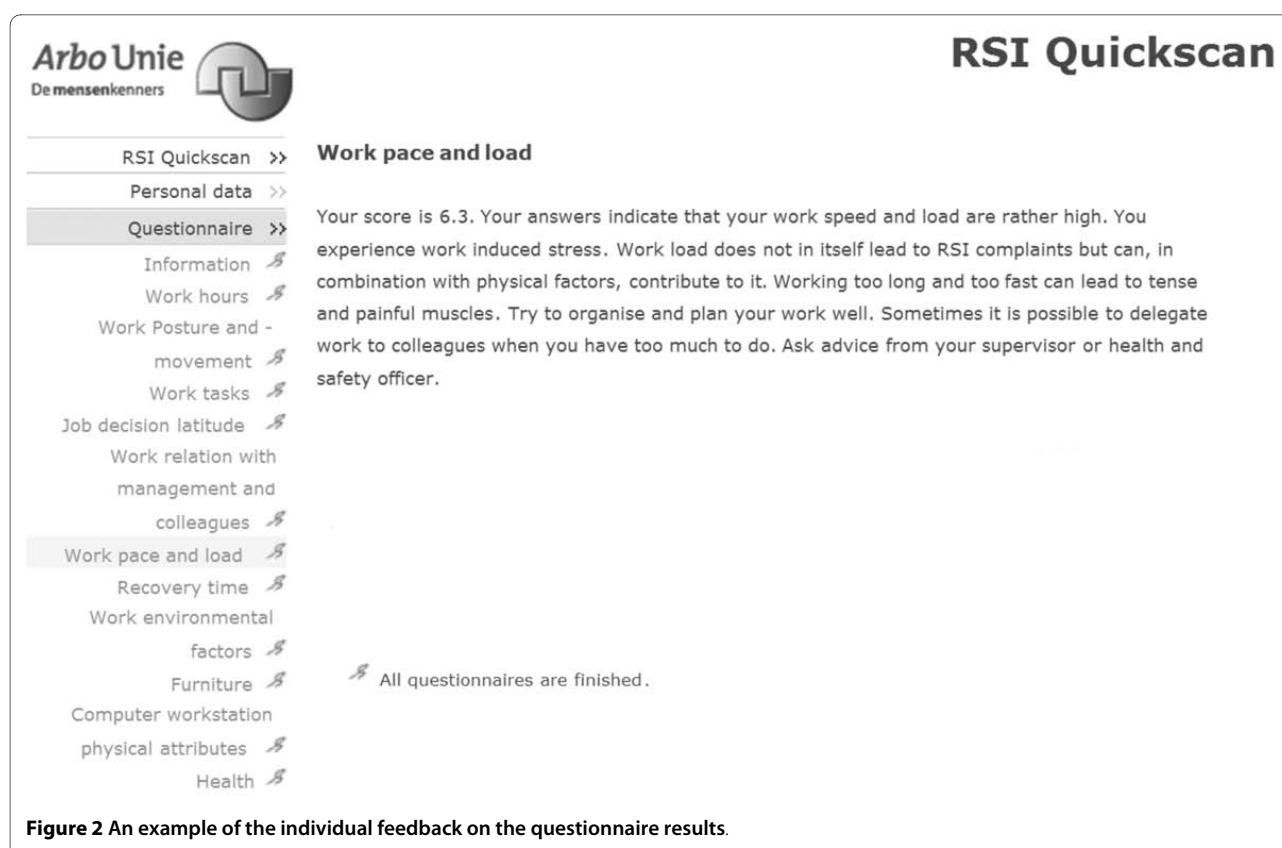 Arbo Unie
De mensenkenners
RSI Quickscan
RSI Quickscan >>
Personal data >>
Questionnaire >>
Information
Work hours
Work Posture and -
movement
Work tasks
Job decision latitude
Work relation with
management and
colleagues
Work pace and load
Recovery time
Work environmental
factors
Furniture
Computer workstation
physical attributes
Health
Work pace and load
Your score is 6.3. Your answers indicate that your work speed and load are rather high. You
experience work induced stress. Work load does not in itself lead to RSI complaints but can, in
combination with physical factors, contribute to it. Working too long and too fast can lead to tense
and painful muscles. Try to organise and plan your work well. Sometimes it is possible to delegate
work to colleagues when you have too much to do. Ask advice from your supervisor or health and
safety officer.
All questionnaires are finished.
Figure 2 An example of the individual feedback on the questionnaire results.